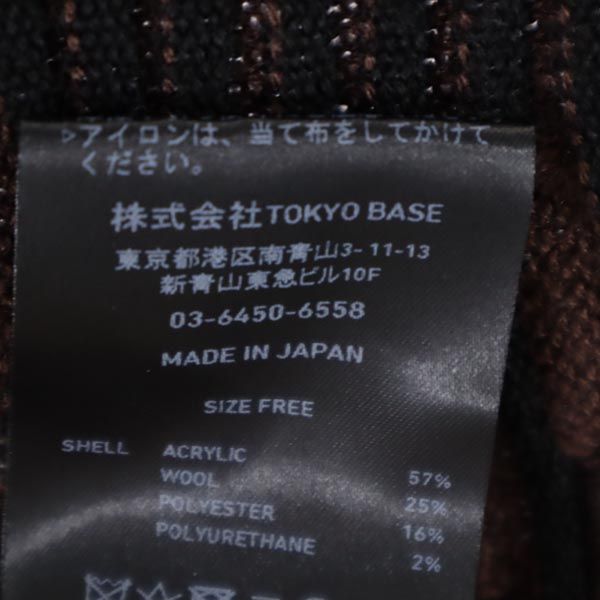 ▷アイロンは、当て布をしてかけて
ください。
株式会社TOKYO BASE
東京都港区南青山3-11-13
新青山東急ビル10F
03-6450-6558
MADE IN JAPAN
SIZE FREE
SHELL ACRYLIC 57%
WOOL 25%
POLYESTER 16%
POLYURETHANE 2%